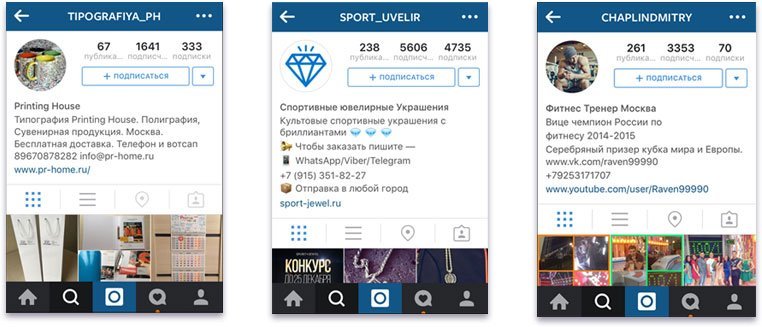 TIPOGRAFIYA_PH
67 1641 333
публика... подписч... подписки
+ ПОДПИСАТЬСЯ
Printing House
Типография Printing House. Полиграфия,
Сувенирная продукция. Москва.
Бесплатная доставка. Телефон и вотсап
89670878282 info@pr-home.ru
www.pr-home.ru/
SPORT_UVELIR
238 5606 4735
публика... подписч... подписки
+ ПОДПИСАТЬСЯ
Спортивные ювелирные Украшения
Культовые спортивные украшения с
бриллиантами
Чтобы заказать пишите —
WhatsApp/Viber/Telegram
+7 (915) 351-82-27
Отправка в любой город
sport-jewel.ru
КОНКУРС
ДО 25 ДЕКАБРЯ
CHAPLINDMITRY
261 3353 70
публика... подписч... подписки
+ ПОДПИСАТЬСЯ
Фитнес Тренер Москва
Вице чемпион России по
фитнесу 2014-2015
Серебряный призер кубка мира и Европы.
www.vk.com/raven99990
+79253171707
www.youtube.com/user/Raven99990